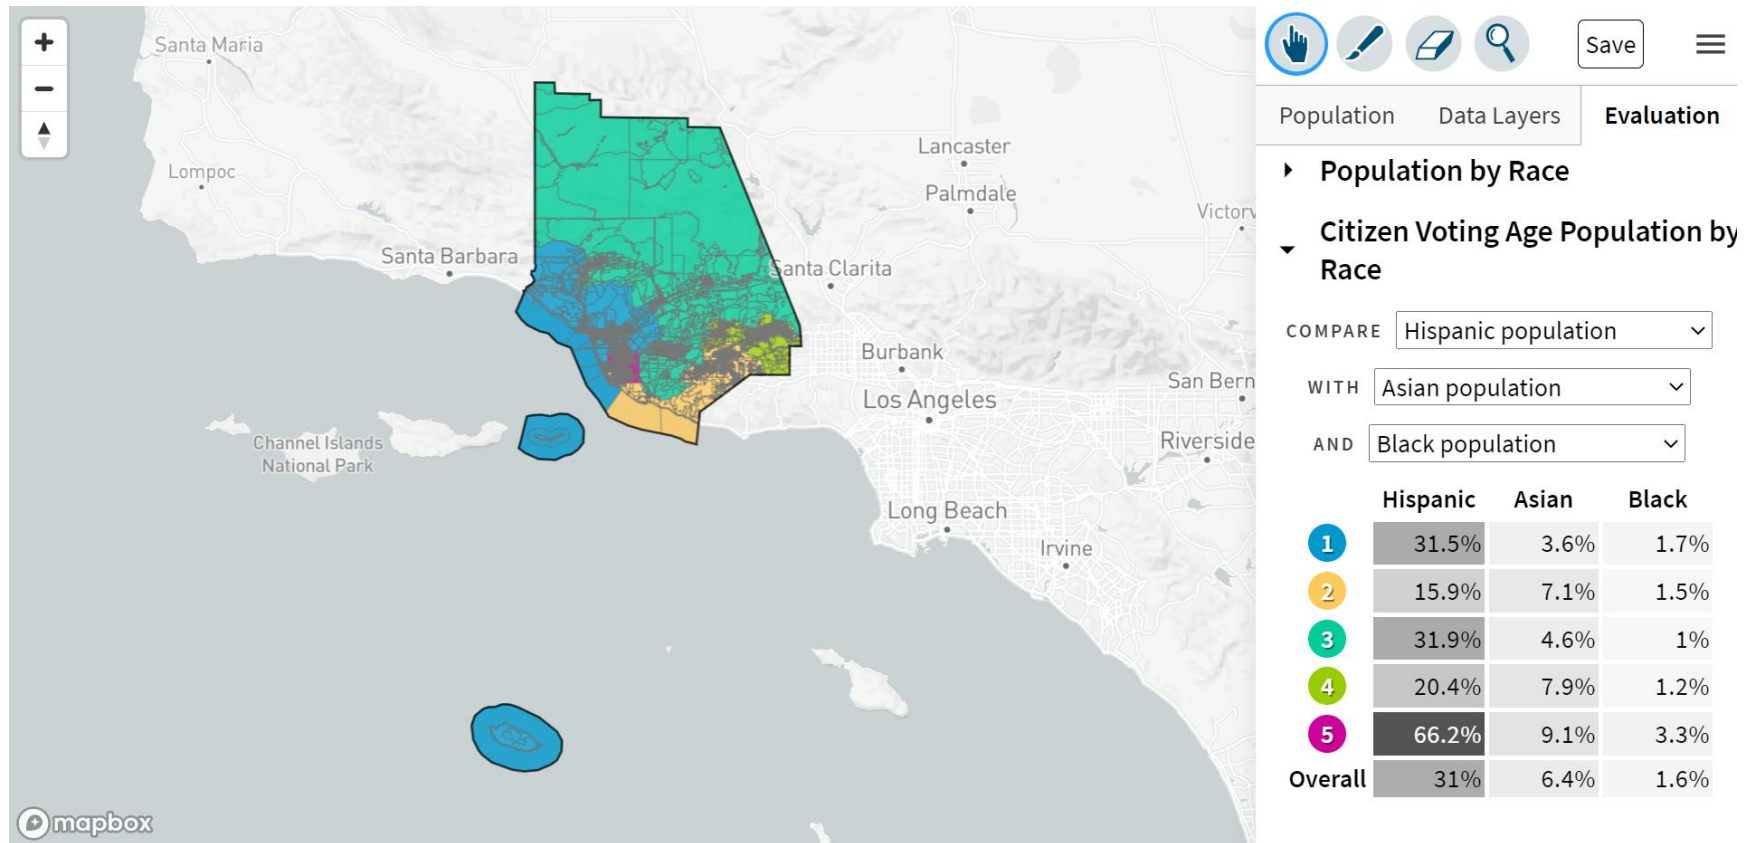 Santa Maria
Lompoc
Santa Barbara
Lancaster
Palmdale
Victorv
Santa Clarita
Burbank
Los Angeles
San Bern
Channel Islands
National Park
Riverside
Long Beach
Irvine
mapbox
Save
Population Data Layers Evaluation
Population by Race
Citizen Voting Age Population by
Race
COMPARE Hispanic population
WITH Asian population
AND Black population
Hispanic Asian Black
1 31.5% 3.6% 1.7%
2 15.9% 7.1% 1.5%
3 31.9% 4.6% 1%
4 20.4% 7.9% 1.2%
5 66.2% 9.1% 3.3%
Overall 31% 6.4% 1.6%